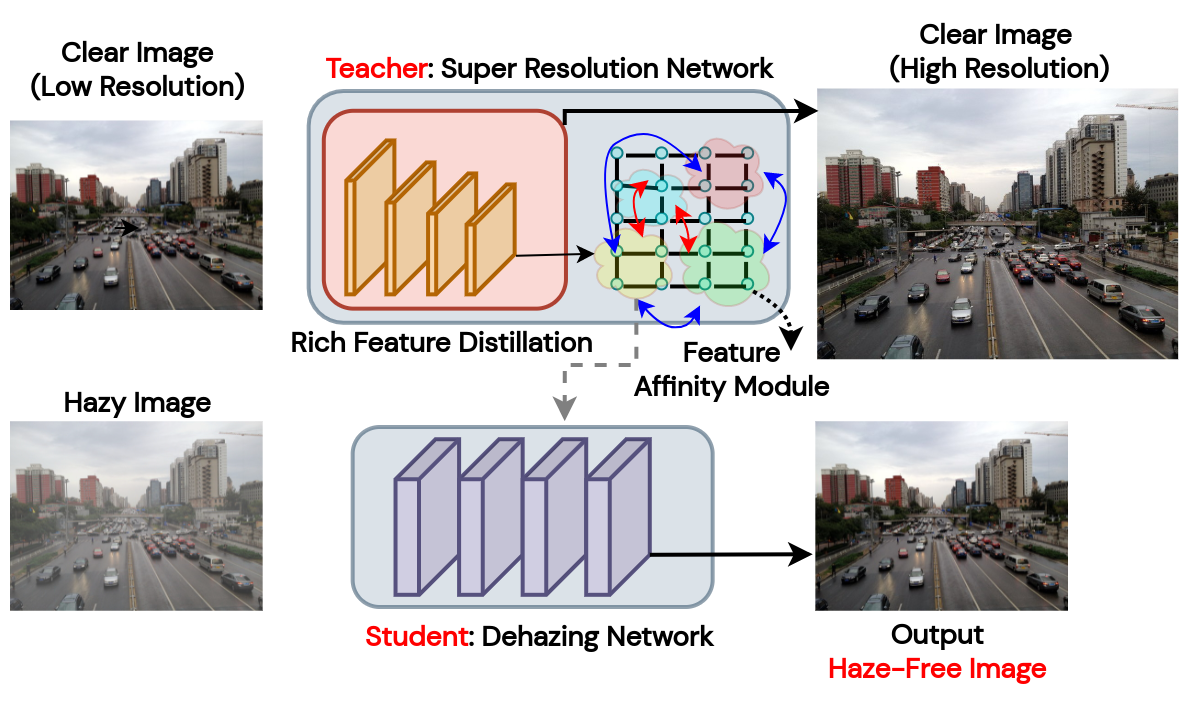 Clear Image
(Low Resolution)
Teacher: Super Resolution Network
Clear Image
(High Resolution)
Rich Feature Distillation
Feature
Affinity Module
Hazy Image
Student: Dehazing Network
Output
Haze-Free Image